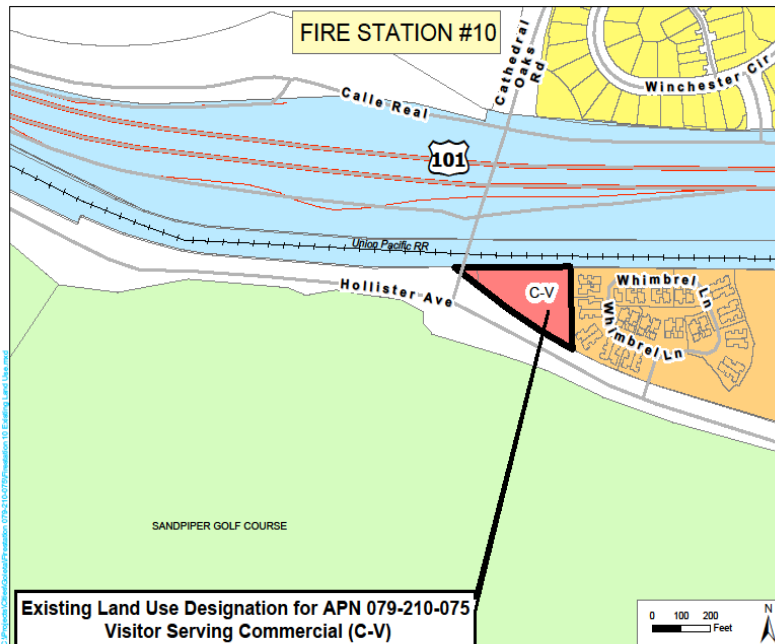 FIRE STATION #10
Cathedral
Oaks
Rd
Winchester Cir
Calle Real
101
Union Pacific RR
Hollister Ave
C-V
Whimbrel Ln
Whimbrel Ln
SANDPIPER GOLF COURSE
Existing Land Use Designation for APN 079-210-075
Visitor Serving Commercial (C-V)
0 100 200
Feet
N